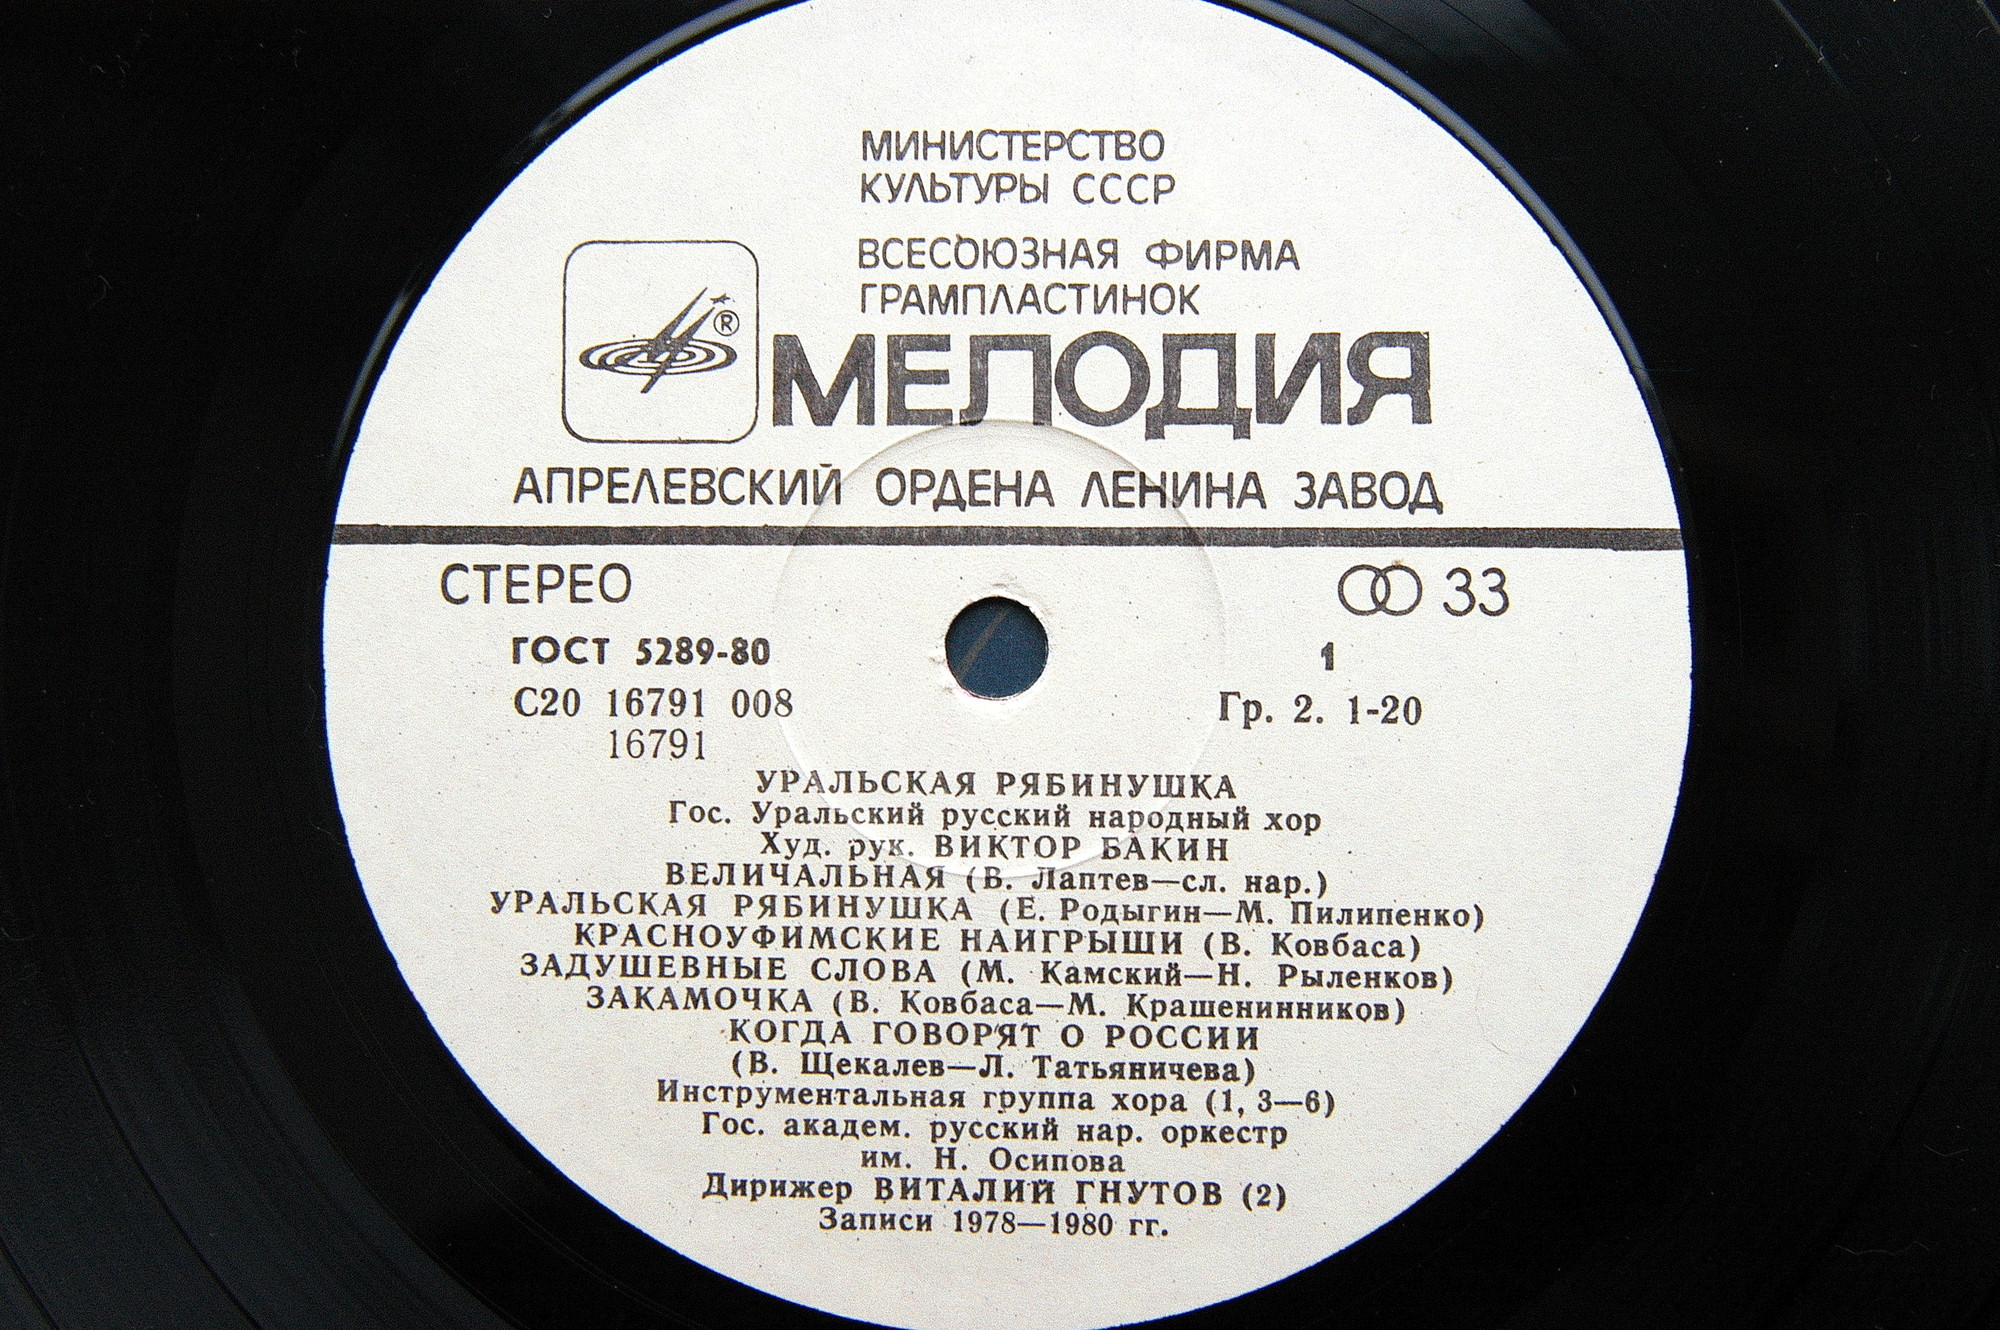 МИНИСТЕРСТВО
КУЛЬТУРЫ СССР
ВСЕСОЮЗНАЯ ФИРМА
ГРАМПЛАСТИНОК
®
МЕЛОДИЯ
АПРЕЛЕВСКИЙ ОРДЕНА ЛЕНИНА ЗАВОД
СТЕРЕО 33
ГОСТ 5289-80 1
С20 16791 008 Гр. 2. 1-20
16791
УРАЛЬСКАЯ РЯБИНУШКА
Гос. Уральский русский народный хор
Худ. рук. ВИКТОР БАКИН
ВЕЛИЧАЛЬНАЯ (В. Лаптев—сл. нар.)
УРАЛЬСКАЯ РЯБИНУШКА (Е. Родыгин—М. Пилипенко)
КРАСНОУФИМСКИЕ НАИГРЫШИ (В. Ковбаса)
ЗАДУШЕВНЫЕ СЛОВА (М. Камский—Н. Рыленков)
ЗАКАМОЧКА (В. Ковбаса—М. Крашенинников)
КОГДА ГОВОРЯТ О РОССИИ
(В. Щекалев—Л. Татьяничева)
Инструментальная группа хора (1, 3—6)
Гос. академ. русский нар. оркестр
им. Н. Осипова
Дирижер ВИТАЛИЙ ГНУТОВ (2)
Записи 1978—1980 гг.